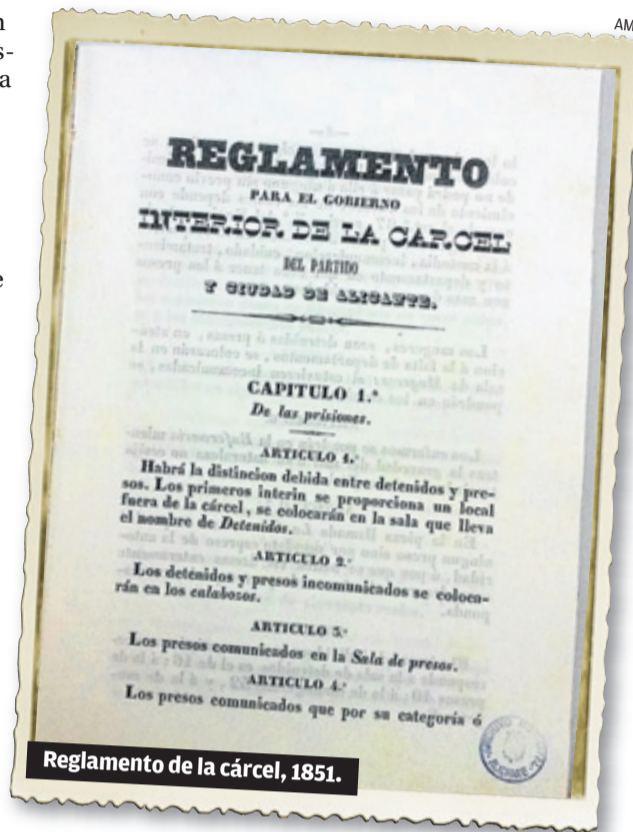 n
s-
a
e
AM
REGLAMENTO
PARA EL GOBIERNO
INTERIOR DE LA CARCEL
DEL PARTIDO
Y CIUDAD DE ALICANTE.
CAPITULO 1.º
De las prisiones.
ARTICULO 1.º
Habrá la distincion debida entre detenidos y pre-
sos. Los primeros interin se proporciona un local
fuera de la cárcel, se colocarán en la sala que lleva
el nombre de Detenidos.
ARTICULO 2.º
Los detenidos y presos incomunicados se coloca-
rán en los calabozos.
ARTICULO 3.º
Los presos comunicados en la Sala de presos.
ARTICULO 4.º
Los presos comunicados que por su categoría ó
Reglamento de la cárcel, 1851.